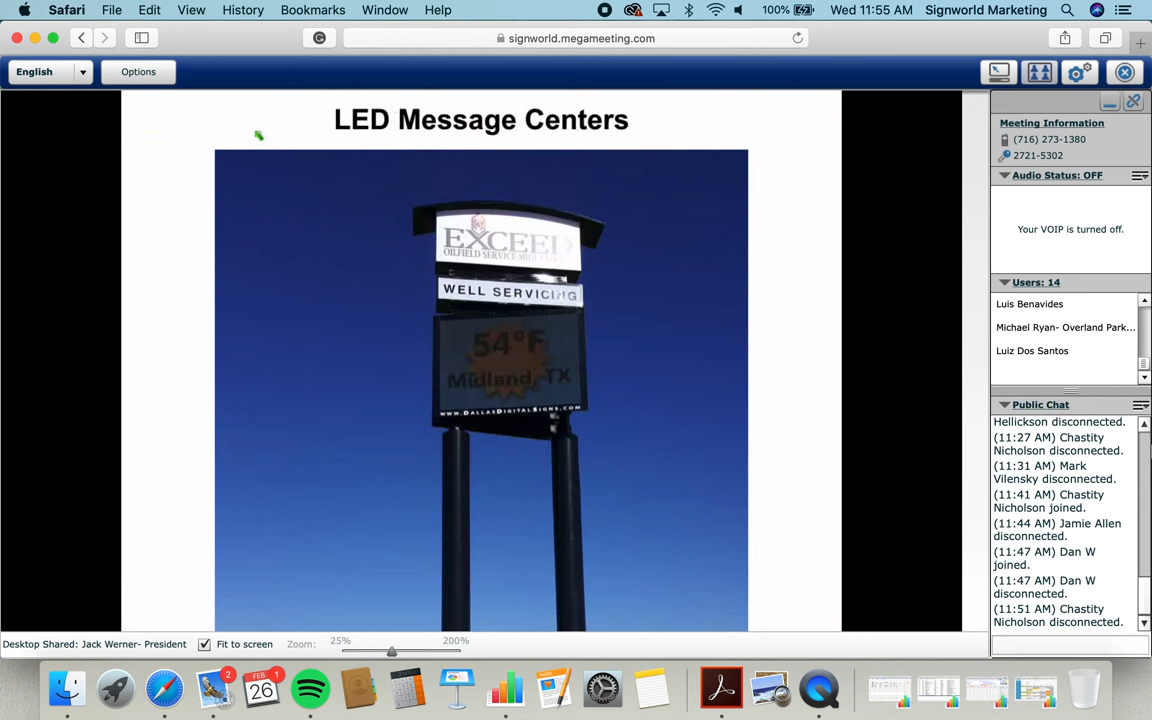 Safari File Edit View History Bookmarks Window Help 100% Wed 11:55 AM Signworld Marketing
signworld.megameeting.com
English Options
LED Message Centers
EXCEED
OILFIELD SERVICE
WELL SERVICING
54°F
Midland, TX
www.DallasDigitalSigns.com
Meeting Information
(716) 273-1380
2721-5302
Audio Status: OFF
Your VOIP is turned off.
Users: 14
Luis Benavides
Michael Ryan- Overland Park...
Luiz Dos Santos
Public Chat
Hellickson disconnected.
(11:27 AM) Chastity
Nicholson disconnected.
(11:31 AM) Mark
Vilensky disconnected.
(11:41 AM) Chastity
Nicholson joined.
(11:44 AM) Jamie Allen
disconnected.
(11:47 AM) Dan W
joined.
(11:47 AM) Dan W
disconnected.
(11:51 AM) Chastity
Nicholson disconnected.
Desktop Shared: Jack Werner- President Fit to screen Zoom: 25% 200%
2
FEB 1
26